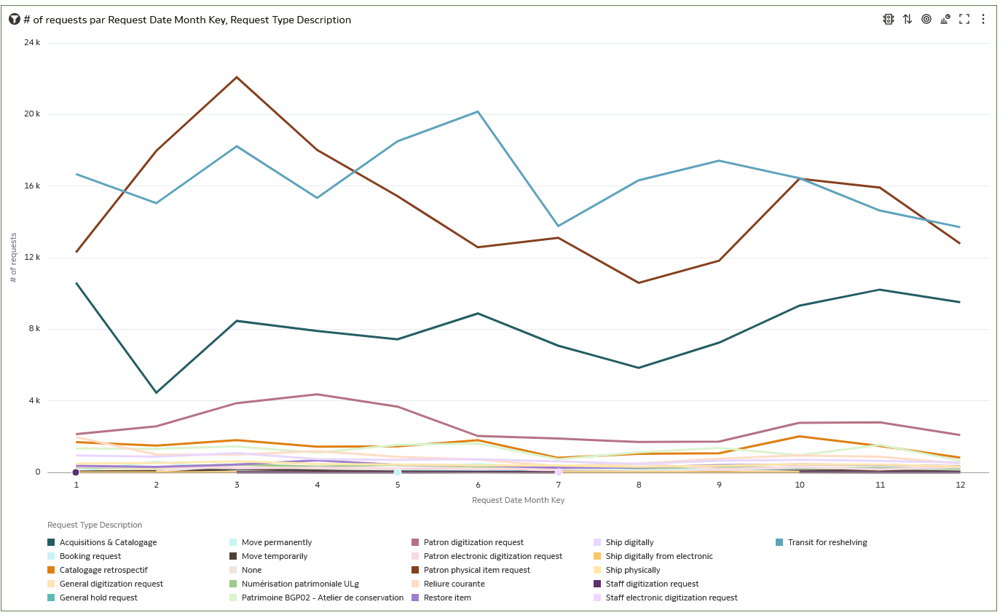 # of requests par Request Date Month Key, Request Type Description
24 k
20 k
16 k
12 k
8 k
4 k
0
# of requests
1 2 3 4 5 6 7 8 9 10 11 12
Request Date Month Key
Request Type Description
Acquisitions & Catalogage
Booking request
Catalogage retrospectif
General digitization request
General hold request
Move permanently
Move temporarily
None
Numérisation patrimoniale ULg
Patrimoine BGP02 - Atelier de conservation
Patron digitization request
Patron electronic digitization request
Patron physical item request
Reliure courante
Restore item
Ship digitally
Ship digitally from electronic
Ship physically
Staff digitization request
Staff electronic digitization request
Transit for reshelving